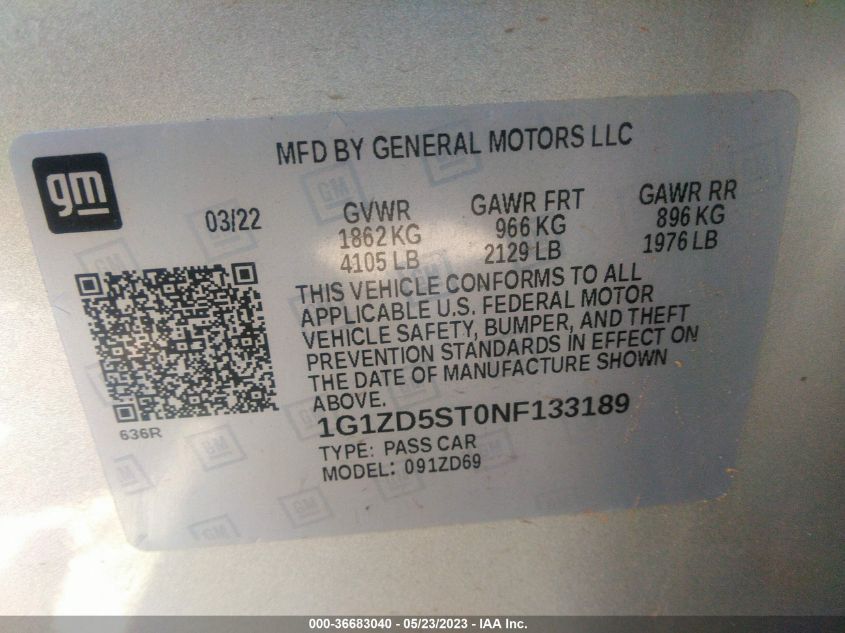 MFD BY GENERAL MOTORS LLC
gm
03/22
GVWR GAWR FRT GAWR RR
1862 KG 966 KG 896 KG
4105 LB 2129 LB 1976 LB
THIS VEHICLE CONFORMS TO ALL
APPLICABLE U.S. FEDERAL MOTOR
VEHICLE SAFETY, BUMPER, AND THEFT
PREVENTION STANDARDS IN EFFECT ON
THE DATE OF MANUFACTURE SHOWN
ABOVE.
636R
1G1ZD5ST0NF133189
TYPE: PASS CAR
MODEL: 091ZD69
000-36683040 - 05/23/2023 - IAA Inc.